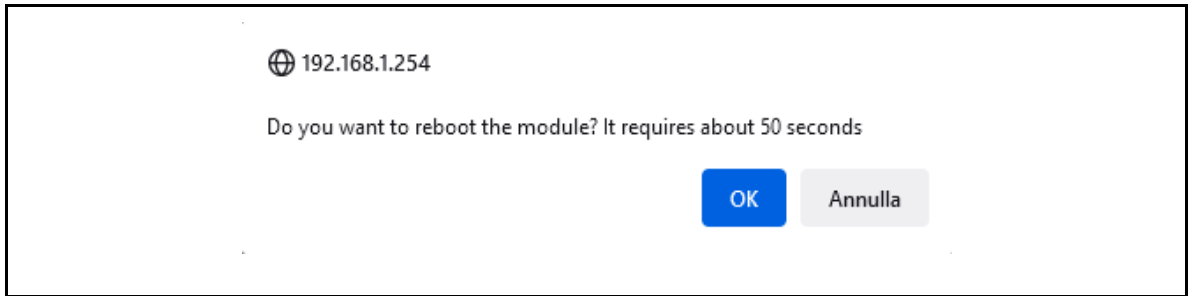 192.168.1.254
Do you want to reboot the module? It requires about 50 seconds
OK Annulla